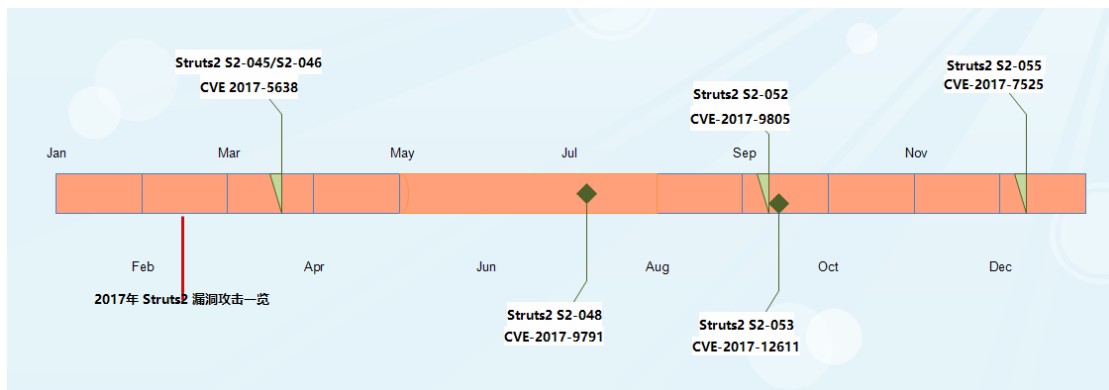 Struts2 S2-045/S2-046
CVE 2017-5638
Struts2 S2-052
CVE-2017-9805
Struts2 S2-055
CVE-2017-7525
Jan
Mar
May
Jul
Sep
Nov
Feb
Apr
Jun
Aug
Oct
Dec
2017年 Struts2 漏洞攻击一览
Struts2 S2-048
CVE-2017-9791
Struts2 S2-053
CVE-2017-12611